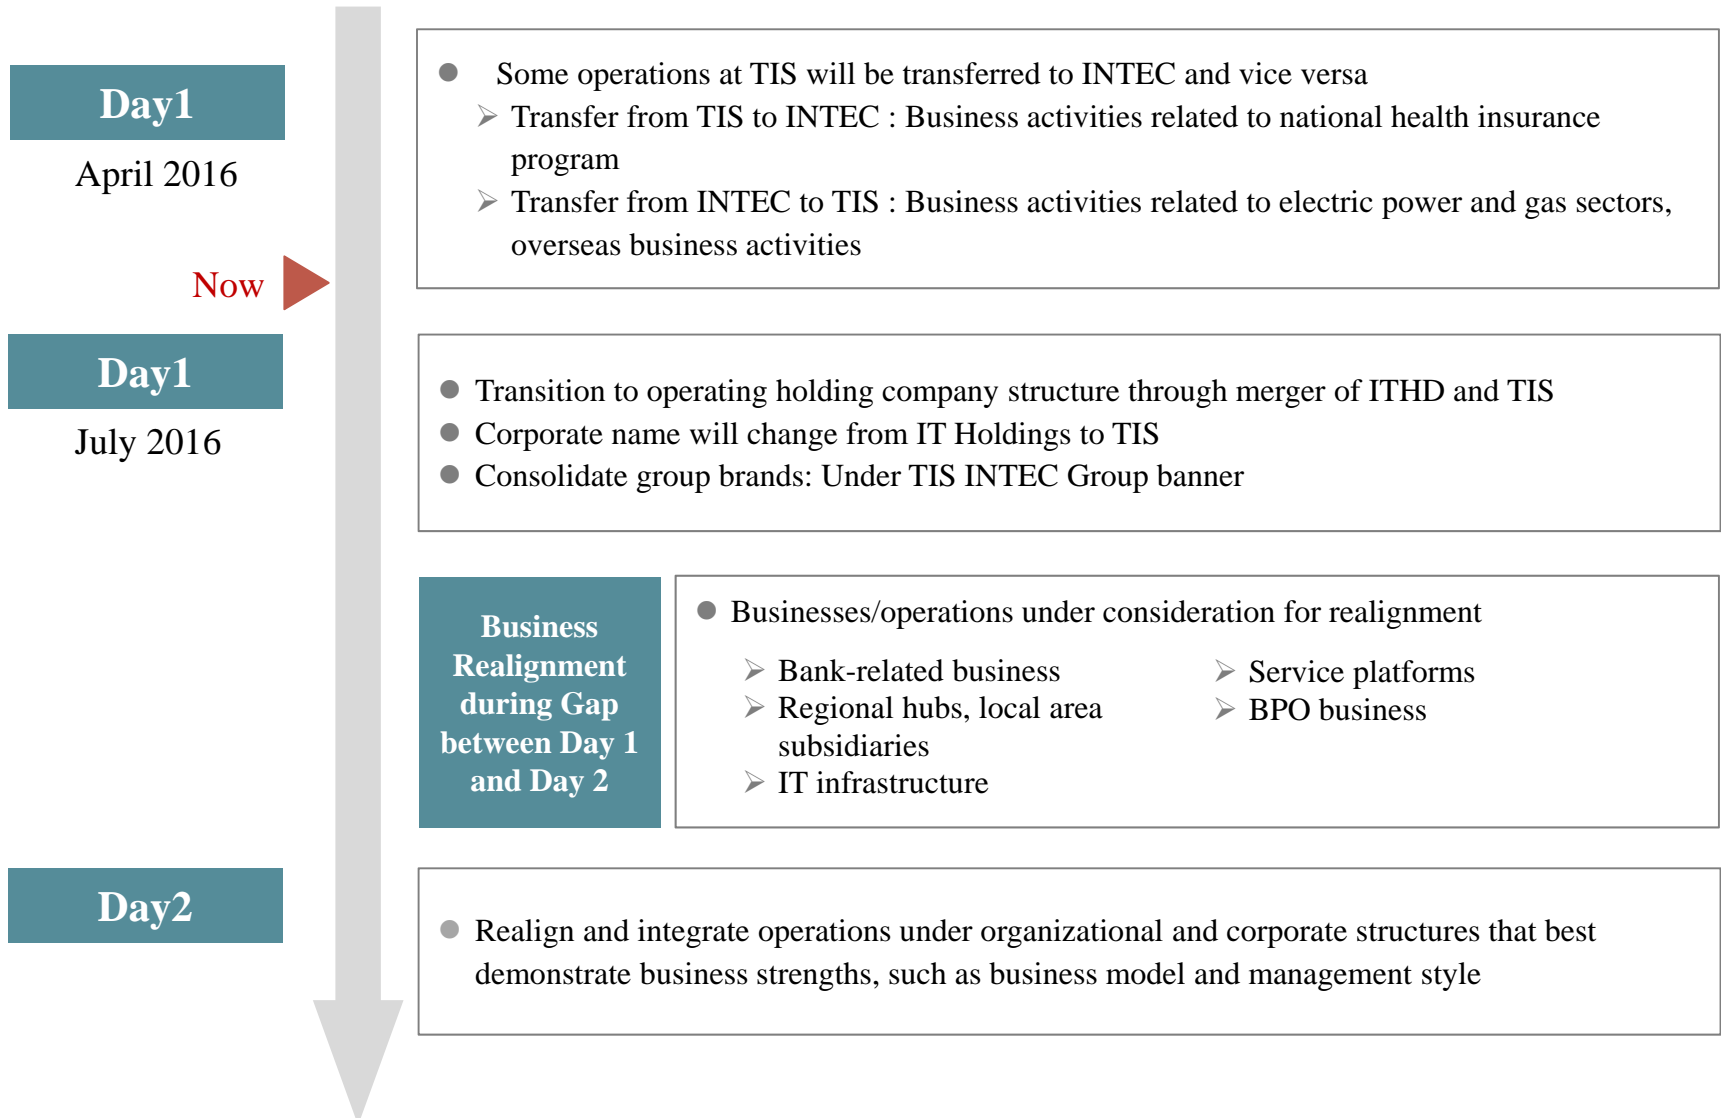 Day1
April 2016
● Some operations at TIS will be transferred to INTEC and vice versa
➢ Transfer from TIS to INTEC : Business activities related to national health insurance
program
➢ Transfer from INTEC to TIS : Business activities related to electric power and gas sectors,
overseas business activities
Now
Day1
July 2016
● Transition to operating holding company structure through merger of ITHD and TIS
● Corporate name will change from IT Holdings to TIS
● Consolidate group brands: Under TIS INTEC Group banner
Business
Realignment
during Gap
between Day 1
and Day 2
● Businesses/operations under consideration for realignment
➢ Bank-related business
➢ Regional hubs, local area
subsidiaries
➢ IT infrastructure
➢ Service platforms
➢ BPO business
Day2
● Realign and integrate operations under organizational and corporate structures that best
demonstrate business strengths, such as business model and management style